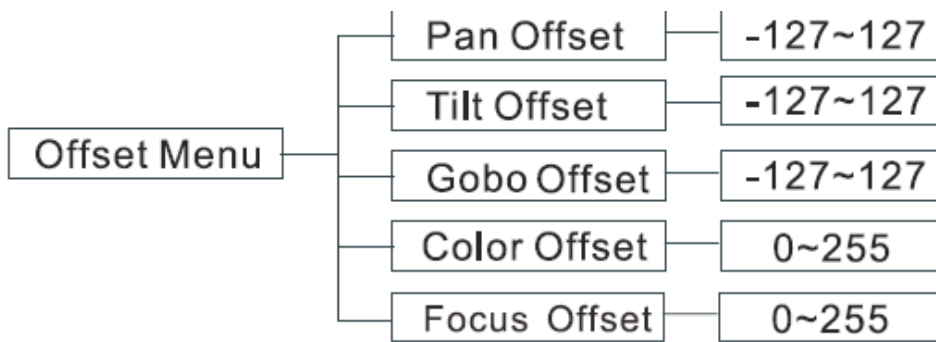 Pan Offset -127~127
Tilt Offset -127~127
Offset Menu
Gobo Offset -127~127
Color Offset 0~255
Focus Offset 0~255